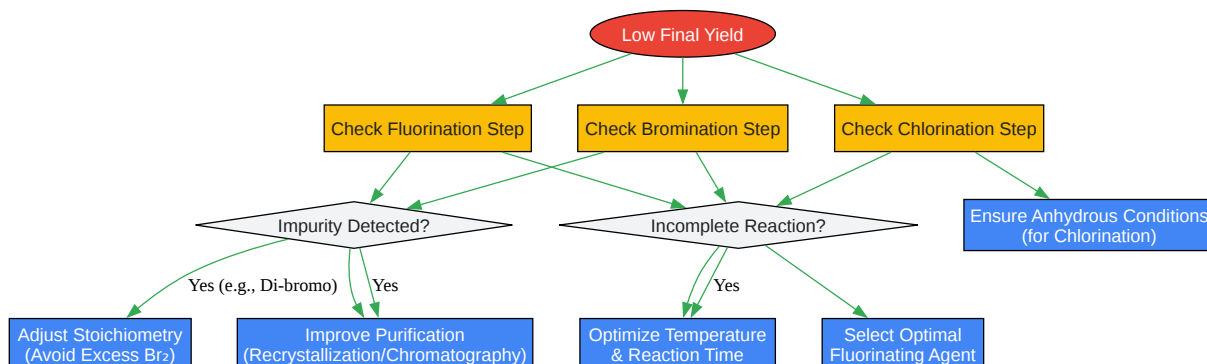 Low Final Yield
Check Fluorination Step
Check Bromination Step
Check Chlorination Step
Impurity Detected?
Incomplete Reaction?
Ensure Anhydrous Conditions
(for Chlorination)
Yes (e.g., Di-bromo)
Yes
Yes
Adjust Stoichiometry
(Avoid Excess Br₂)
Improve Purification
(Recrystallization/Chromatography)
Optimize Temperature
& Reaction Time
Select Optimal
Fluorinating Agent